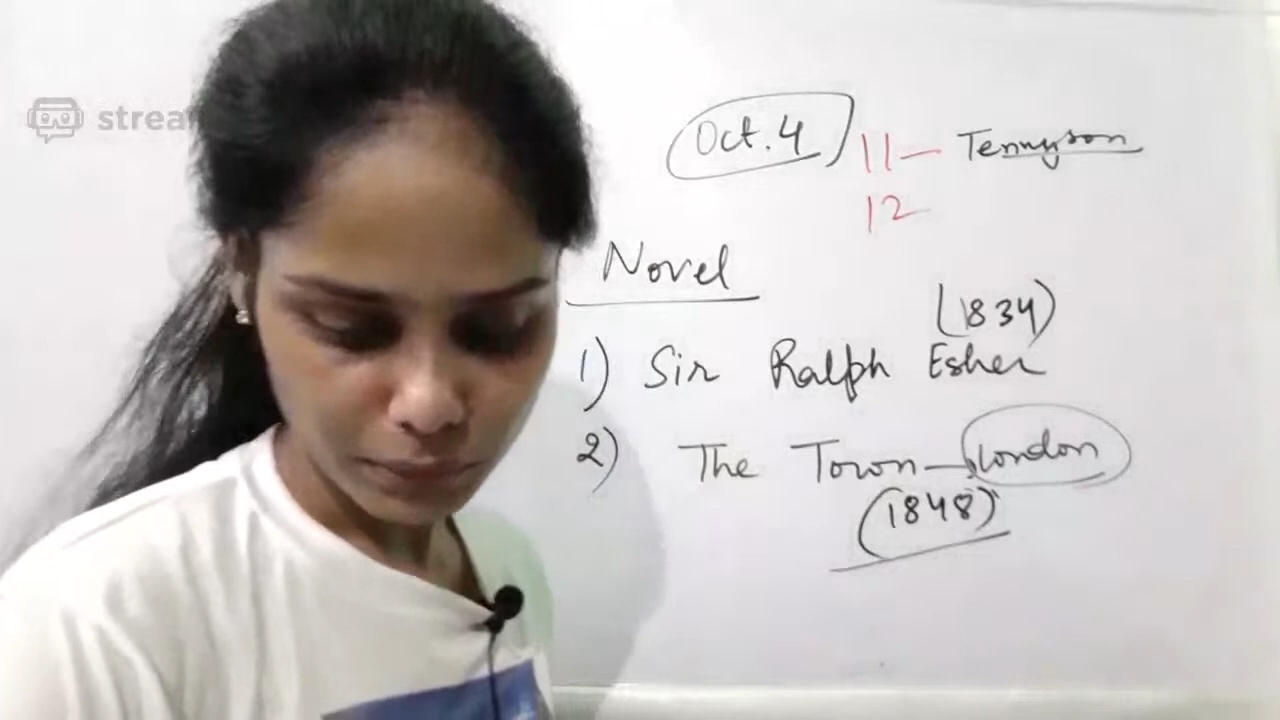 strea
Oct. 4 11 — Tennyson
12
Novel
(1834)
1) Sir Ralph Esher
2) The Town — London
(1848)